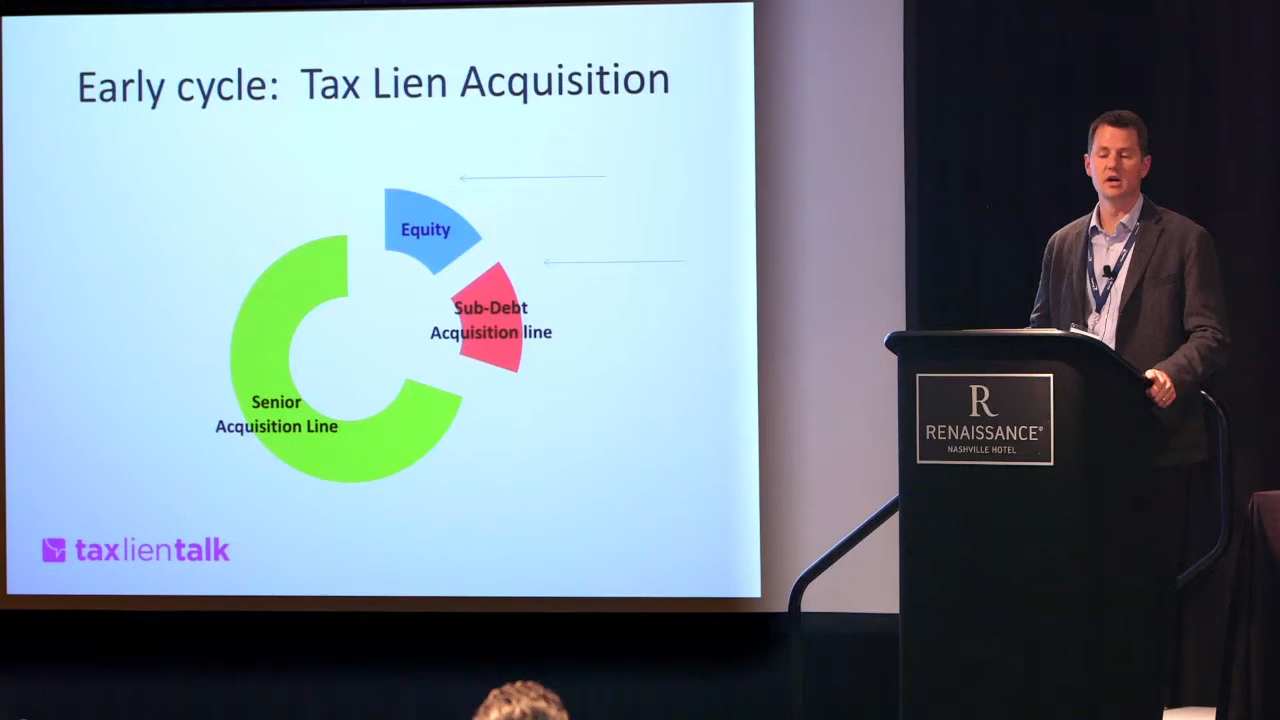 Early cycle: Tax Lien Acquisition
Equity
Sub-Debt
Acquisition line
Senior
Acquisition Line
taxlientalk
R
RENAISSANCE®
NASHVILLE HOTEL